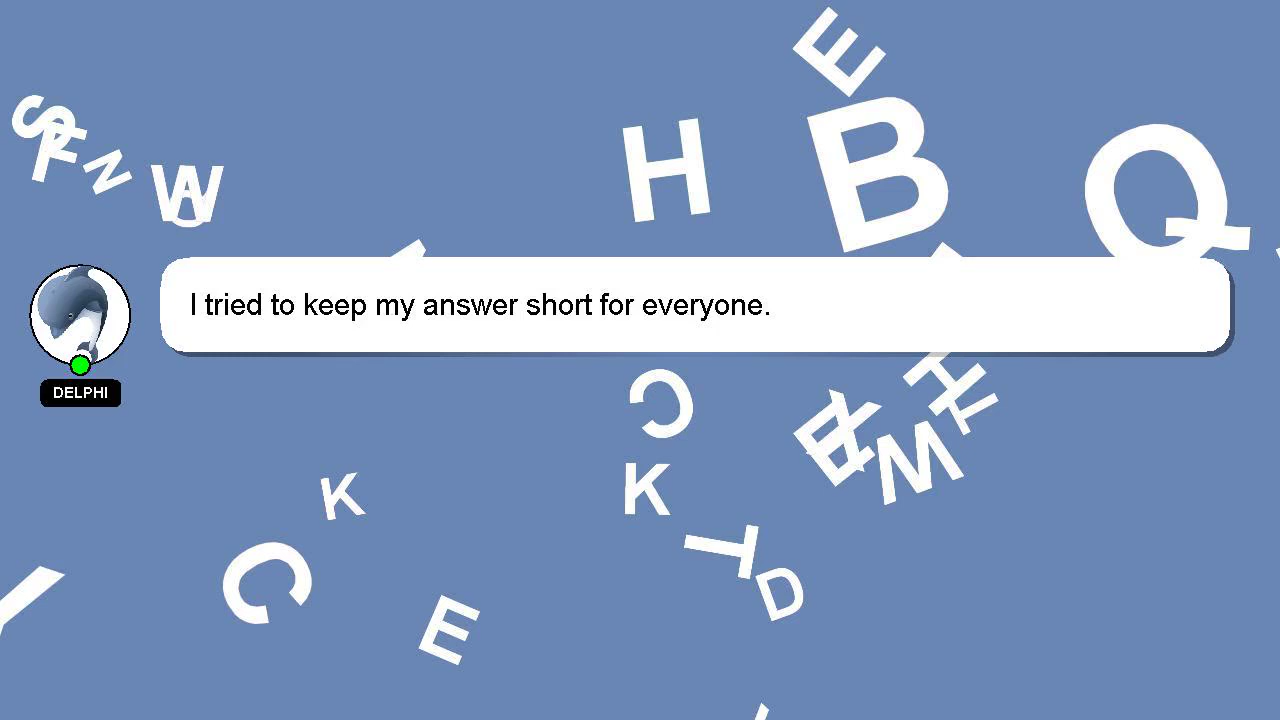 E
S
F
N
W
A
H
B
Q
I tried to keep my answer short for everyone.
DELPHI
C
H
E
M
K
K
T
D
C
E